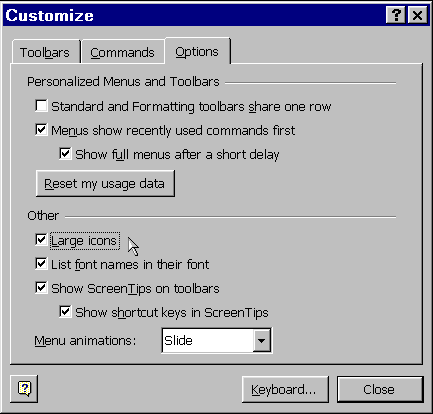 Customize
Toolbars Commands Options
Personalized Menus and Toolbars
Standard and Formatting toolbars share one row
Menus show recently used commands first
Show full menus after a short delay
Reset my usage data
Other
Large icons
List font names in their font
Show ScreenTips on toolbars
Show shortcut keys in ScreenTips
Menu animations: Slide
Keyboard... Close